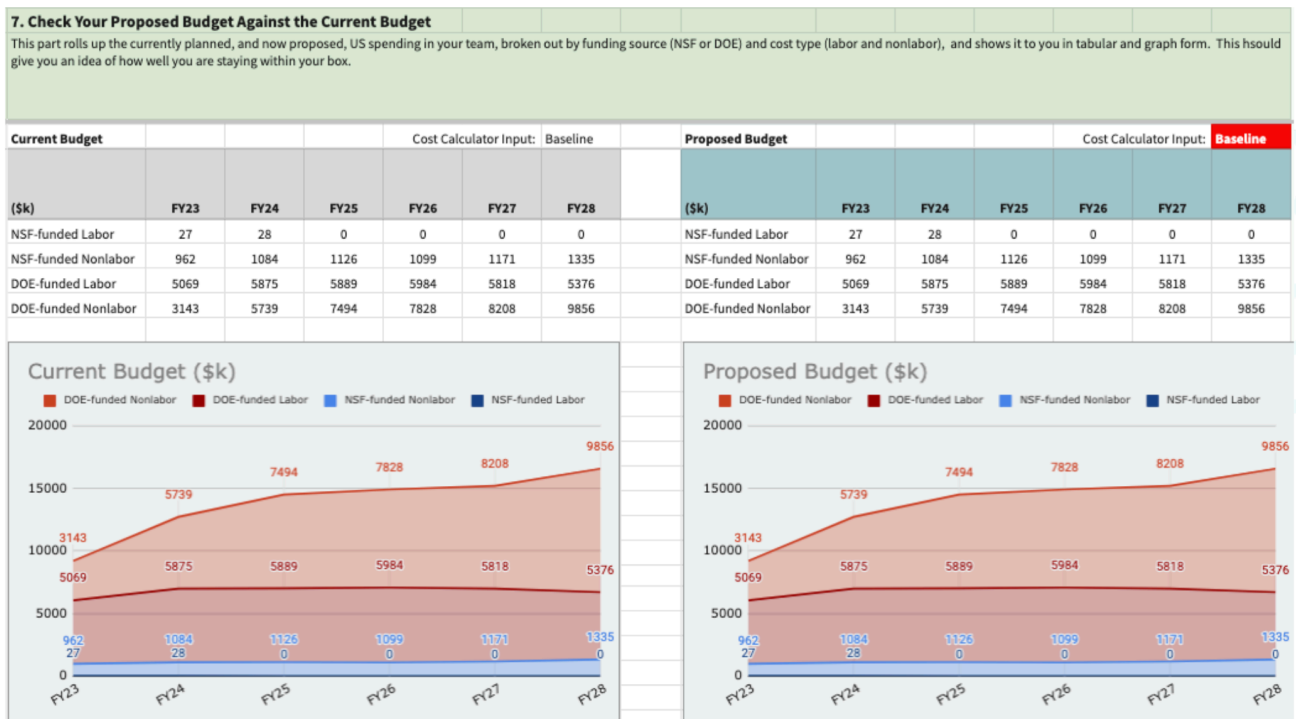 7. Check Your Proposed Budget Against the Current Budget
This part rolls up the currently planned, and now proposed, US spending in your team, broken out by funding source (NSF or DOE) and cost type (labor and nonlabor),  and shows it to you in tabular and graph form.  This hsould
give you an idea of how well you are staying within your box.
Current Budget Cost Calculator Input: Baseline
($k) FY23 FY24 FY25 FY26 FY27 FY28
NSF-funded Labor 27 28 0 0 0 0
NSF-funded Nonlabor 962 1084 1126 1099 1171 1335
DOE-funded Labor 5069 5875 5889 5984 5818 5376
DOE-funded Nonlabor 3143 5739 7494 7828 8208 9856
Proposed Budget Cost Calculator Input: Baseline
($k) FY23 FY24 FY25 FY26 FY27 FY28
NSF-funded Labor 27 28 0 0 0 0
NSF-funded Nonlabor 962 1084 1126 1099 1171 1335
DOE-funded Labor 5069 5875 5889 5984 5818 5376
DOE-funded Nonlabor 3143 5739 7494 7828 8208 9856
Current Budget ($k)
DOE-funded Nonlabor DOE-funded Labor NSF-funded Nonlabor NSF-funded Labor
20000
15000
10000
5000
0
3143 5739 7494 7828 8208 9856
5069 5875 5889 5984 5818 5376
962 1084 1126 1099 1171 1335
27 28 0 0 0 0
FY23 FY24 FY25 FY26 FY27 FY28
Proposed Budget ($k)
DOE-funded Nonlabor DOE-funded Labor NSF-funded Nonlabor NSF-funded Labor
20000
15000
10000
5000
0
3143 5739 7494 7828 8208 9856
5069 5875 5889 5984 5818 5376
962 1084 1126 1099 1171 1335
27 28 0 0 0 0
FY23 FY24 FY25 FY26 FY27 FY28